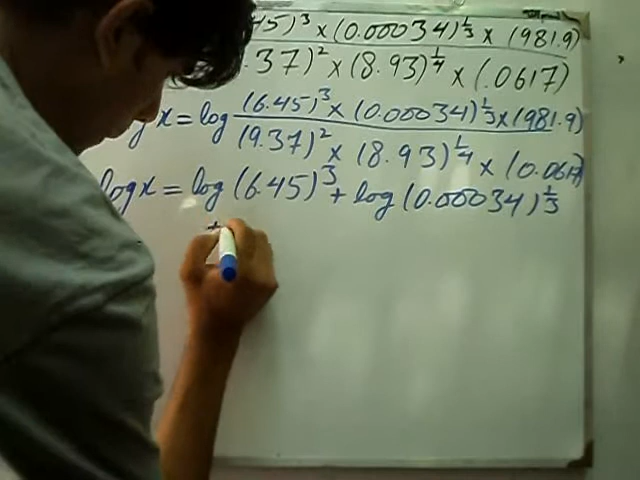 .45)³ × (0.00034)^1/3 × (981.9)
.37)² × (8.93)^1/4 × (.0617)
g x = log (6.45)³ × (0.00034)^1/3 × (981.9)
(9.37)² × (8.93)^1/4 × (0.0617)
log x = log (6.45)³ + log (0.00034)^1/3
+